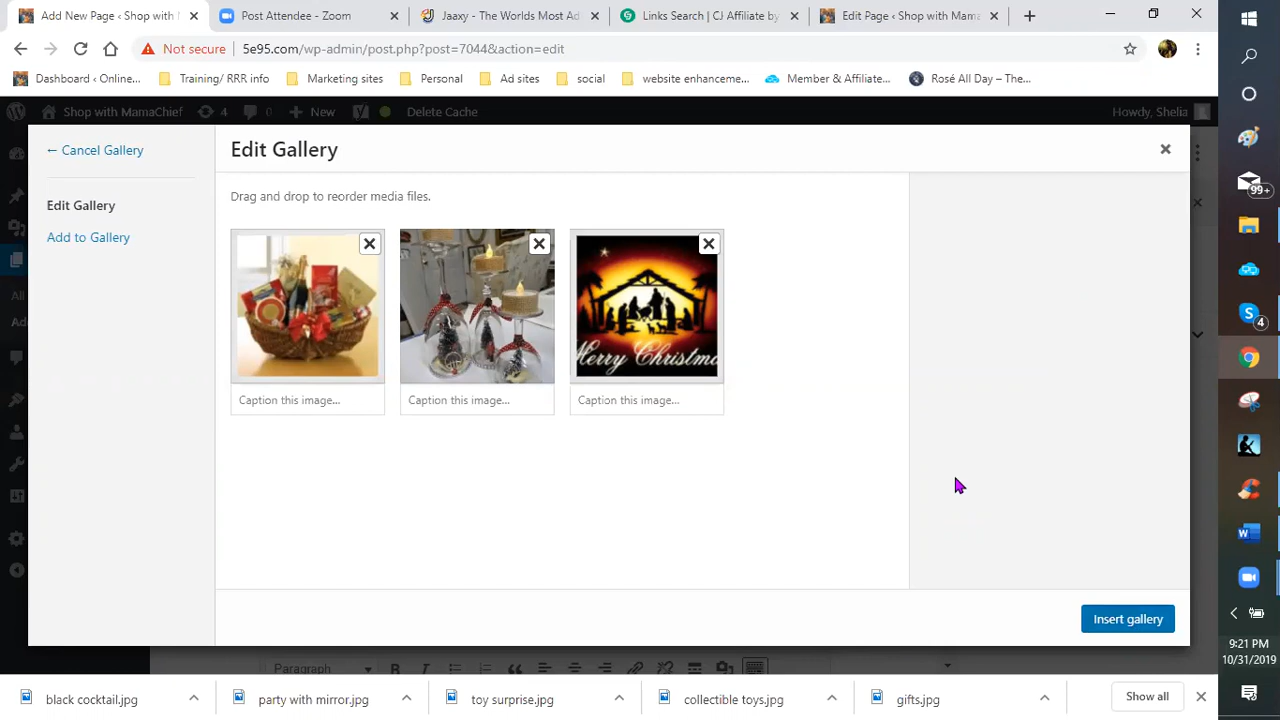 Add New Page ‹ Shop with
Post Attendee - Zoom
Jaaxy - The Worlds Most Ad
Links Search | CJ Affiliate by
Edit Page ‹ Shop with Mama
Not secure
5e95.com/wp-admin/post.php?post=7044&action=edit
Dashboard ‹ Online...
Training/ RRR info
Marketing sites
Personal
Ad sites
social
website enhanceme...
Member & Affiliate...
Rosé All Day – The...
Shop with MamaChief
4
0
New
Delete Cache
Howdy, Shelia
← Cancel Gallery
Edit Gallery
Add to Gallery
Edit Gallery
Drag and drop to reorder media files.
Merry Christma
Caption this image...
Caption this image...
Caption this image...
Insert gallery
All
Paragraph
black cocktail.jpg
party with mirror.jpg
toy surprise.jpg
collectible toys.jpg
gifts.jpg
Show all
99+
4
9:21 PM
10/31/2019